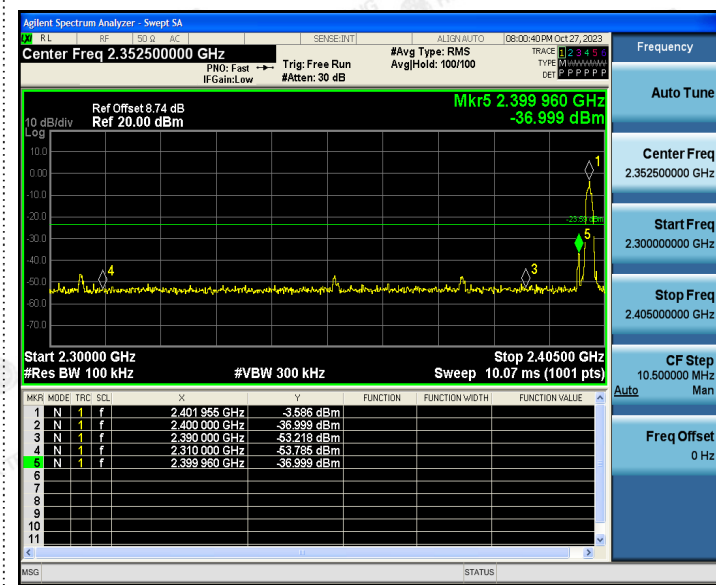 Agilent Spectrum Analyzer - Swept SA
LXI RL RF 50 Ω AC SENSE:INT ALIGN AUTO 08:00:40 PM Oct 27, 2023
Center Freq 2.352500000 GHz
PNO: Fast
IFGain:Low
Trig: Free Run
#Atten: 30 dB
#Avg Type: RMS
Avg|Hold: 100/100
TRACE 1 2 3 4 5 6
TYPE M W W W W W
DET P P P P P P
Ref Offset 8.74 dB
10 dB/div Ref 20.00 dBm
Log
Mkr5 2.399 960 GHz
-36.999 dBm
10.0
0.00
-10.0
-20.0
-30.0
-40.0
-50.0
-60.0
-70.0
1
-23.59 dBm
5
4
3
Start 2.30000 GHz Stop 2.40500 GHz
#Res BW 100 kHz #VBW 300 kHz Sweep 10.07 ms (1001 pts)
MKR MODE TRC SCL X Y FUNCTION FUNCTION WIDTH FUNCTION VALUE
1 N 1 f 2.401 955 GHz -3.586 dBm
2 N 1 f 2.400 000 GHz -36.999 dBm
3 N 1 f 2.390 000 GHz -53.218 dBm
4 N 1 f 2.310 000 GHz -53.785 dBm
5 N 1 f 2.399 960 GHz -36.999 dBm
6
7
8
9
10
11
MSG STATUS
Frequency
Auto Tune
Center Freq
2.352500000 GHz
Start Freq
2.300000000 GHz
Stop Freq
2.405000000 GHz
CF Step
10.500000 MHz
Auto Man
Freq Offset
0 Hz